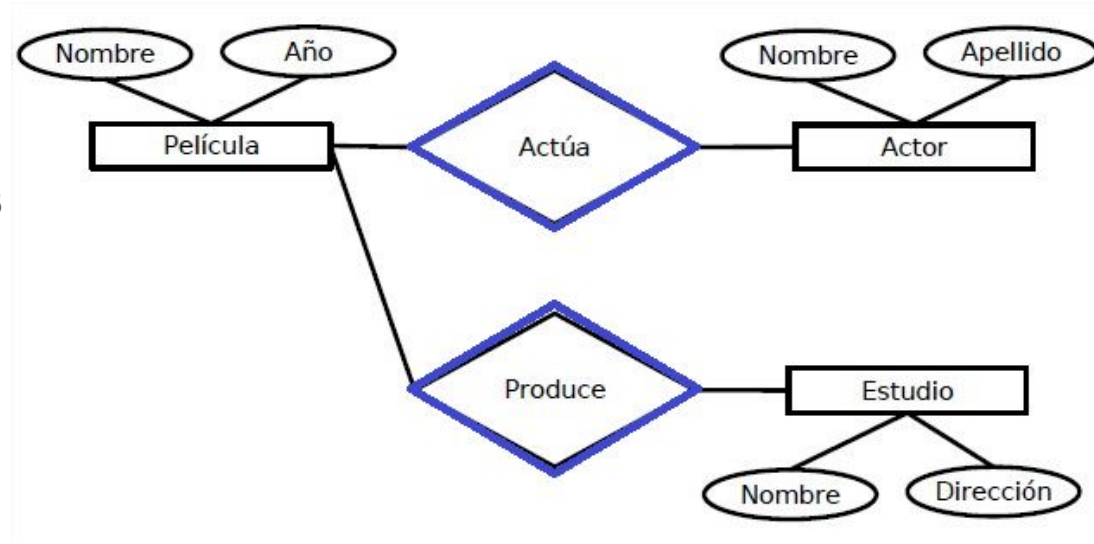 Nombre
Año
Nombre
Apellido
Película
Actúa
Actor
Produce
Estudio
Nombre
Dirección